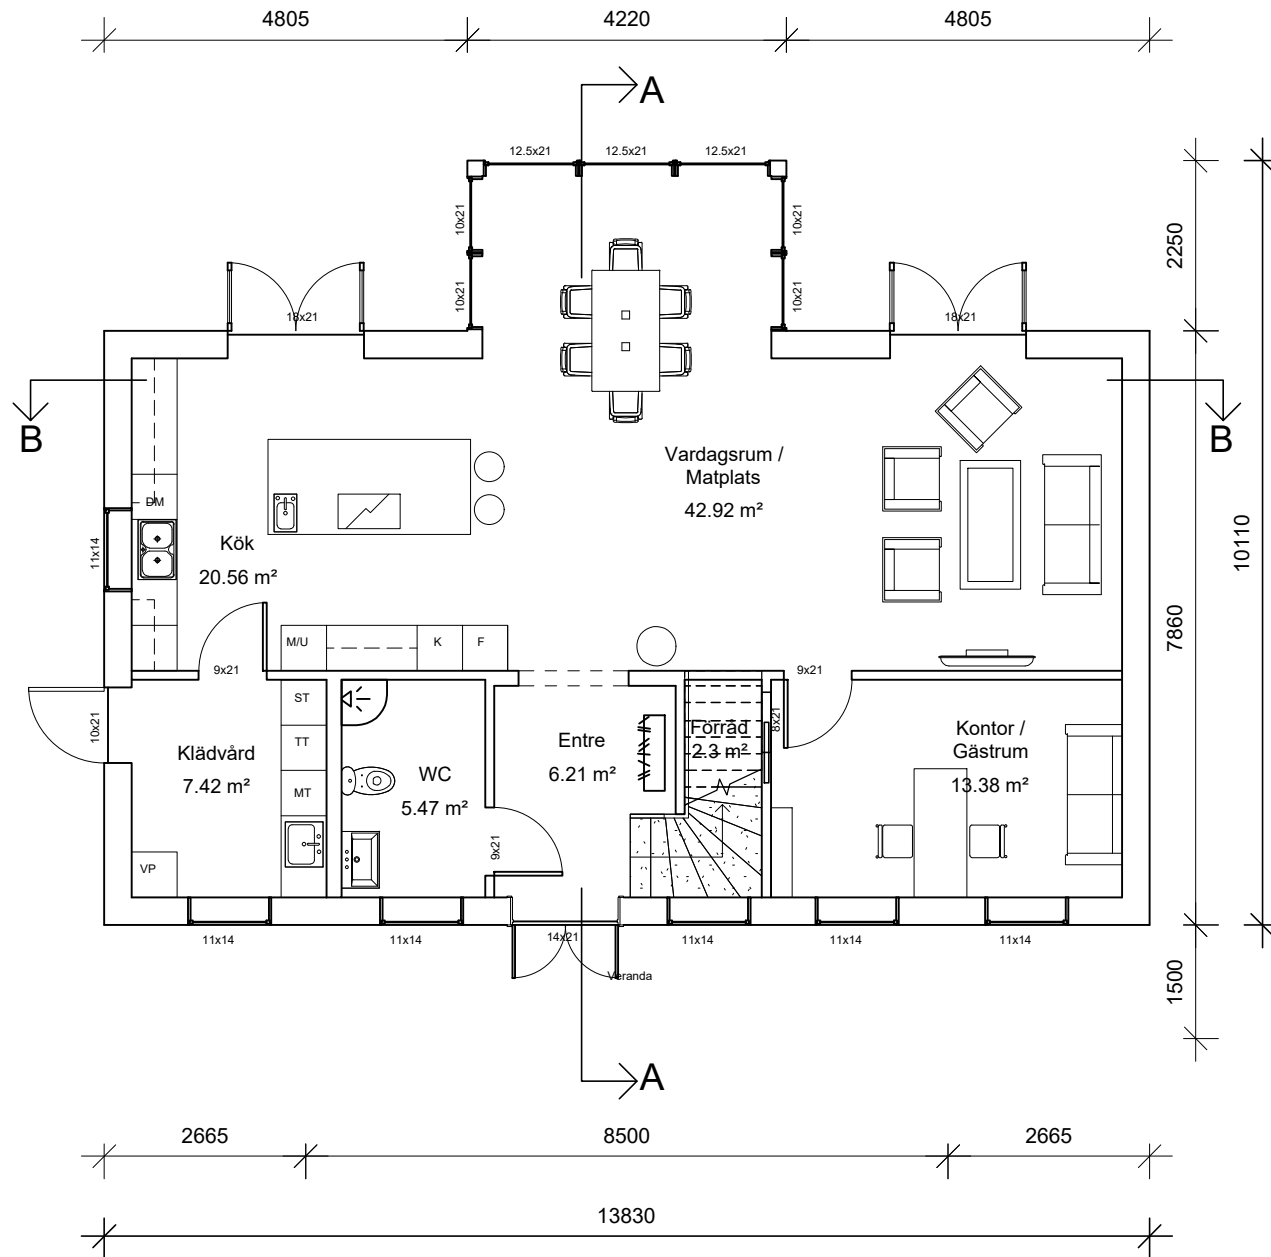 4805
4220
4805
A
12.5x21
12.5x21
12.5x21
10x21
10x21
10x21
10x21
2250
18x21
18x21
B
B
Vardagsrum /
Matplats
42.92 m²
DM
11x14
Kök
20.56 m²
10110
7860
M/U
K
F
9x21
9x21
10x21
ST
TT
MT
VP
Klädvård
7.42 m²
WC
5.47 m²
9x21
Entre
6.21 m²
Förråd
2.3 m²
8x21
Kontor /
Gästrum
13.38 m²
11x14
11x14
14x21
11x14
11x14
11x14
Veranda
1500
A
2665
8500
2665
13830